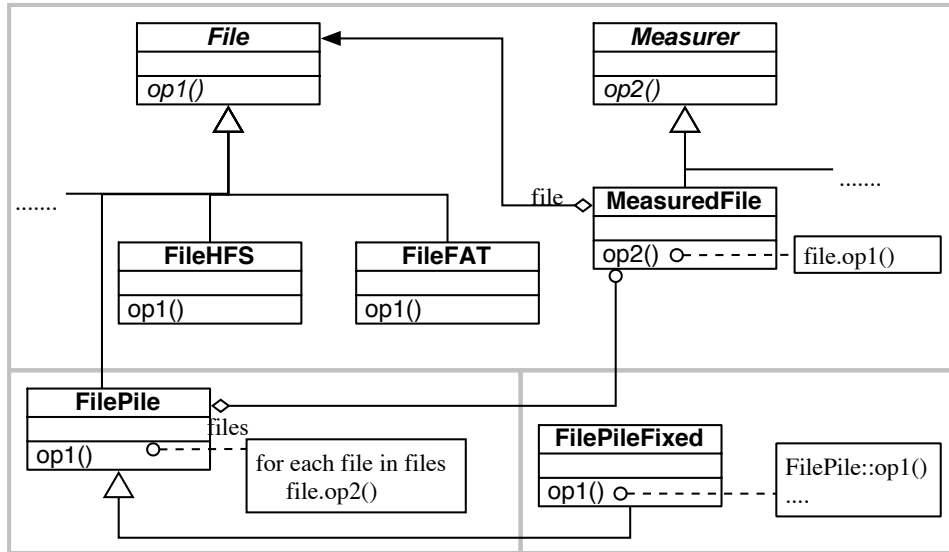 File
Measurer
op1()
op2()
.......
file
MeasuredFile
.......
FileHFS
FileFAT
op2()
file.op1()
op1()
op1()
FilePile
files
FilePileFixed
op1()
for each file in files
file.op2()
op1()
FilePile::op1()
....